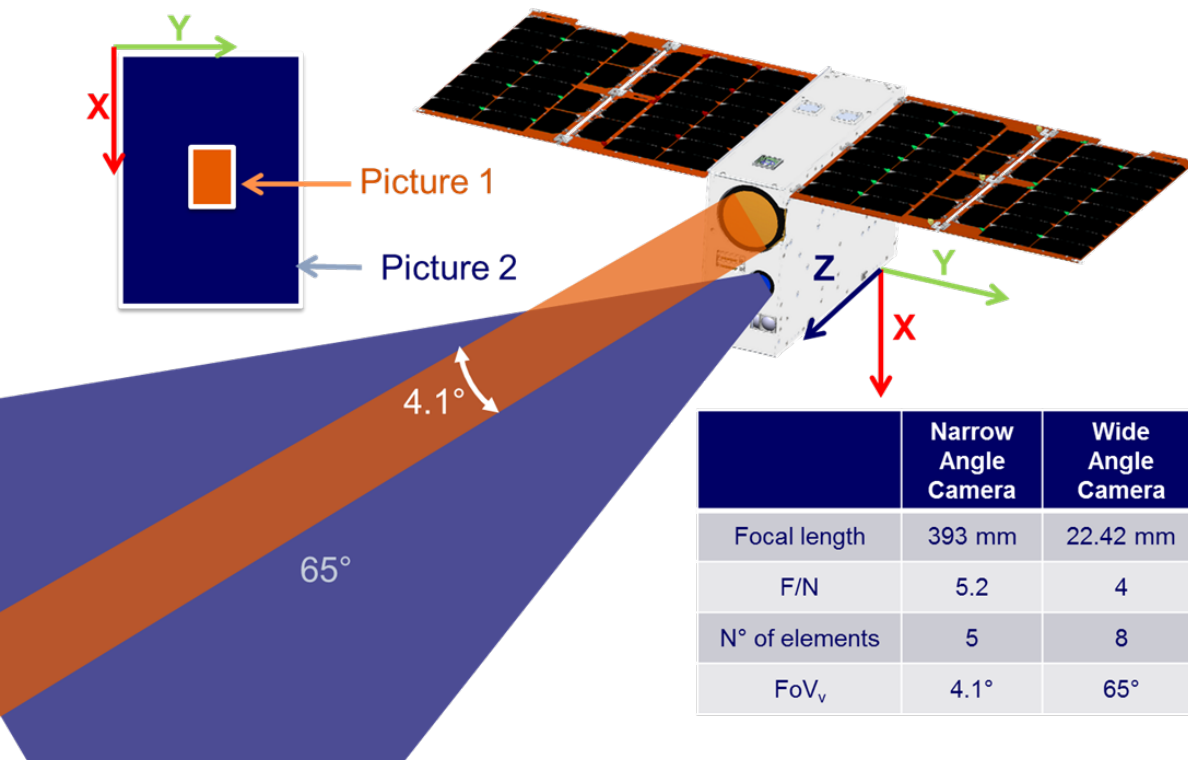 Y
X
Picture 1
Picture 2
Z
Y
X
4.1°
65°
Narrow
Angle
Camera
Wide
Angle
Camera
Focal length 393 mm 22.42 mm
F/N 5.2 4
N° of elements 5 8
FoVv 4.1° 65°